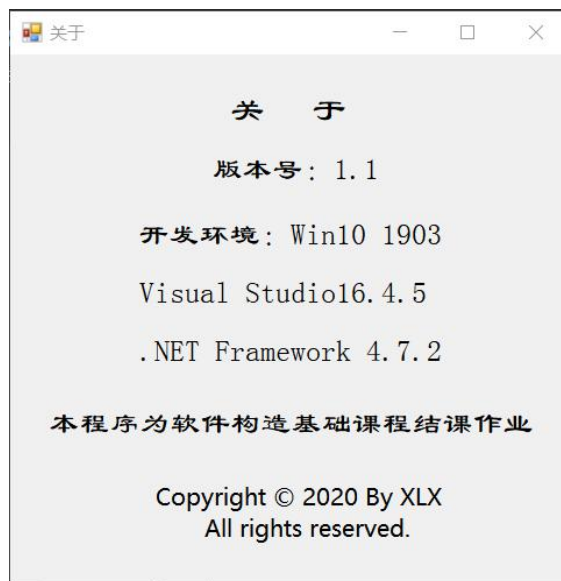 关于
关 于
版本号：1.1
开发环境：Win10 1903
Visual Studio16.4.5
.NET Framework 4.7.2
本程序为软件构造基础课程结课作业
Copyright © 2020 By XLX
All rights reserved.